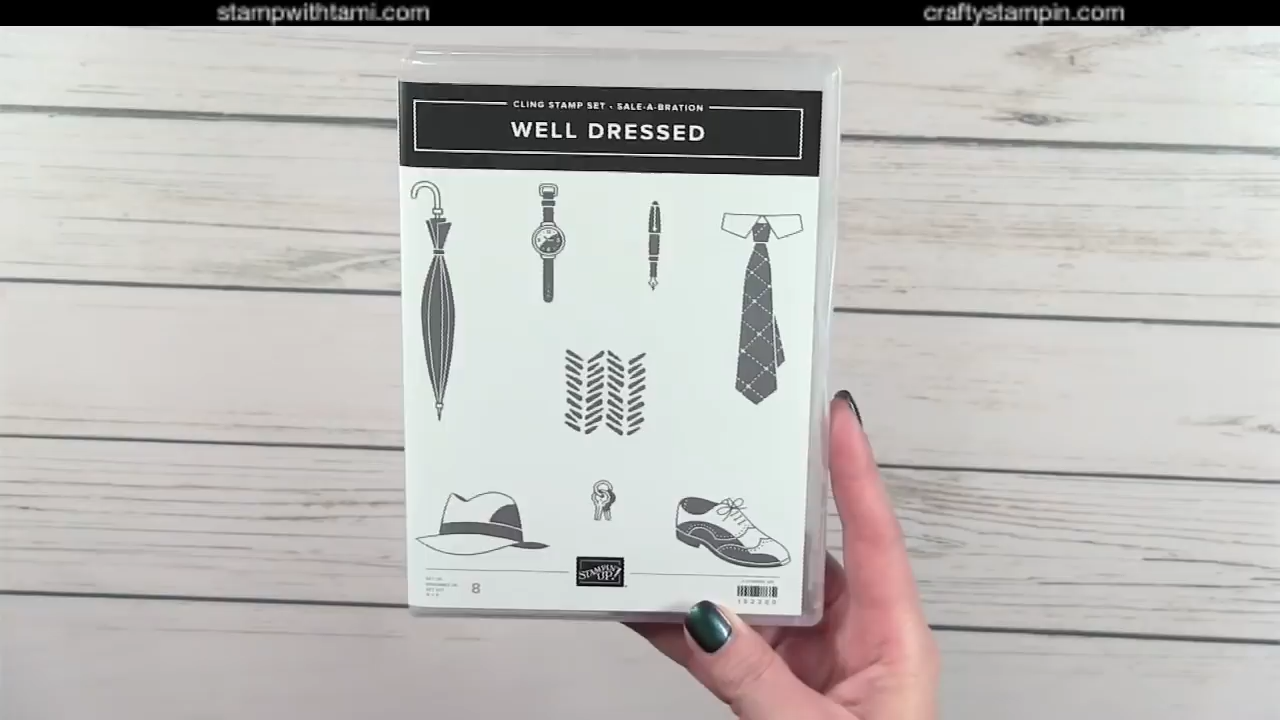 stampwithtami.com
craftystampin.com
CLING STAMP SET • SALE-A-BRATION
WELL DRESSED
STAMPIN' UP!
8